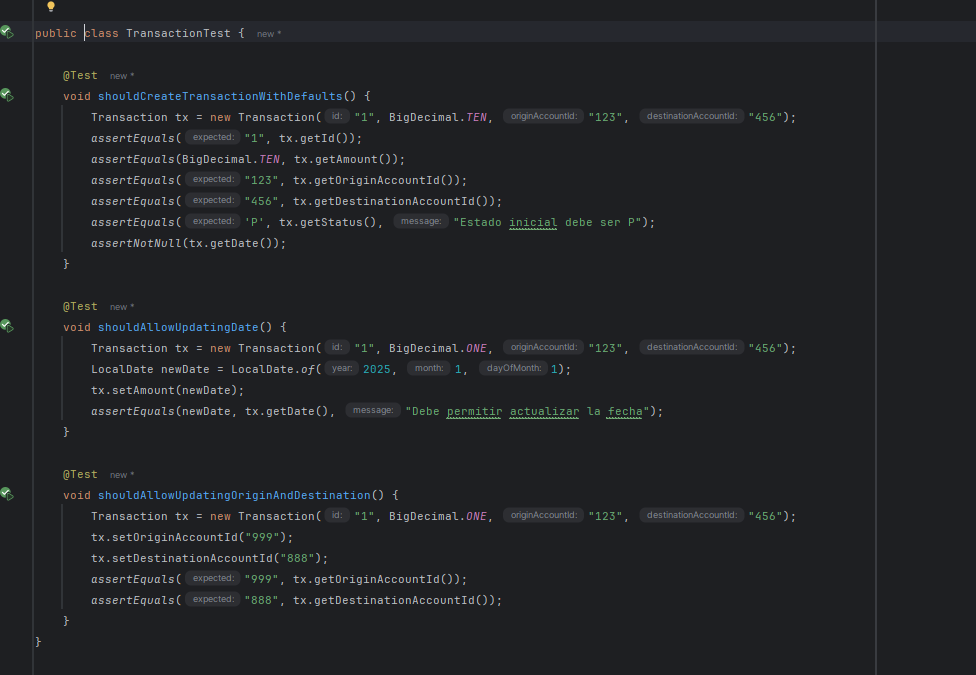 public class TransactionTest { new *
@Test new *
void shouldCreateTransactionWithDefaults() {
Transaction tx = new Transaction( id: "1", BigDecimal.TEN, originAccountId: "123", destinationAccountId: "456");
assertEquals( expected: "1", tx.getId());
assertEquals(BigDecimal.TEN, tx.getAmount());
assertEquals( expected: "123", tx.getOriginAccountId());
assertEquals( expected: "456", tx.getDestinationAccountId());
assertEquals( expected: 'P', tx.getStatus(), message: "Estado inicial debe ser P");
assertNotNull(tx.getDate());
}
@Test new *
void shouldAllowUpdatingDate() {
Transaction tx = new Transaction( id: "1", BigDecimal.ONE, originAccountId: "123", destinationAccountId: "456");
LocalDate newDate = LocalDate.of( year: 2025, month: 1, dayOfMonth: 1);
tx.setAmount(newDate);
assertEquals(newDate, tx.getDate(), message: "Debe permitir actualizar la fecha");
}
@Test new *
void shouldAllowUpdatingOriginAndDestination() {
Transaction tx = new Transaction( id: "1", BigDecimal.ONE, originAccountId: "123", destinationAccountId: "456");
tx.setOriginAccountId("999");
tx.setDestinationAccountId("888");
assertEquals( expected: "999", tx.getOriginAccountId());
assertEquals( expected: "888", tx.getDestinationAccountId());
}
}